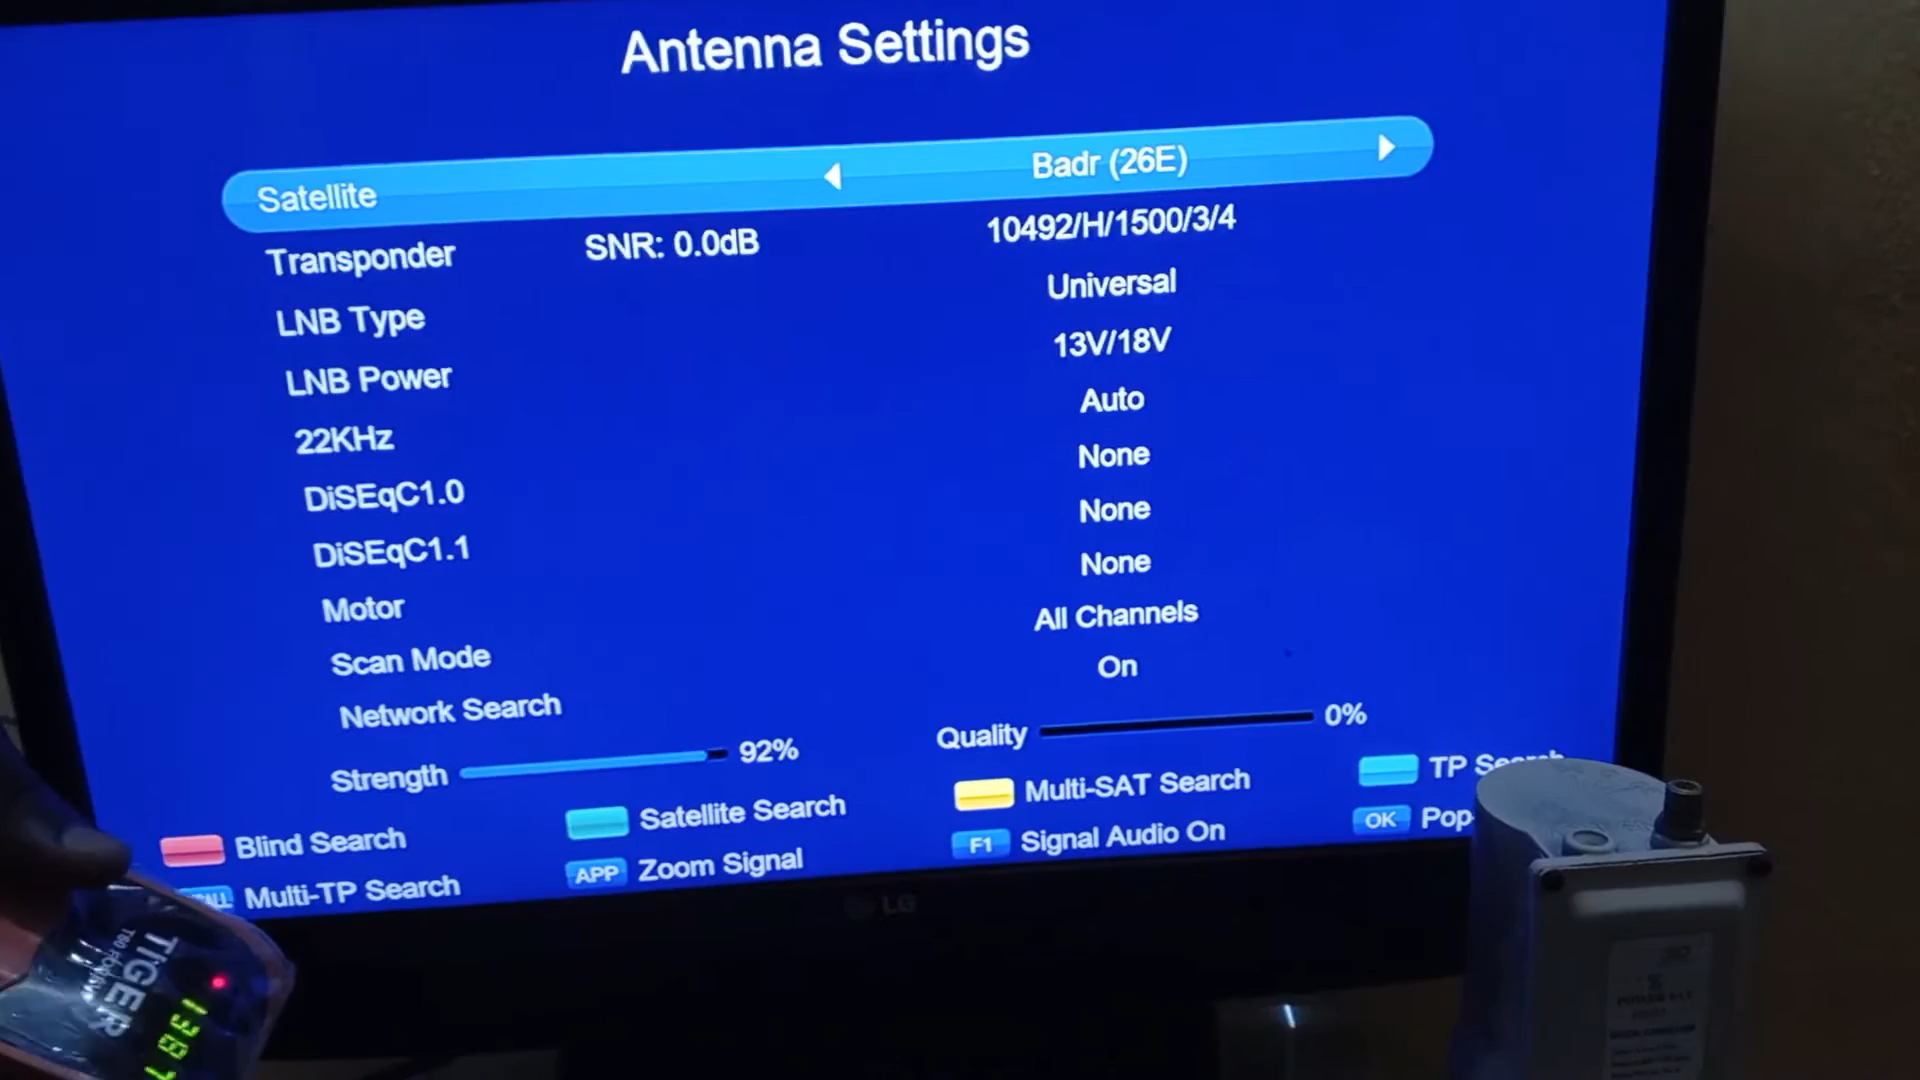 Antenna Settings
Satellite Badr (26E)
Transponder SNR: 0.0dB 10492/H/1500/3/4
LNB Type Universal
LNB Power 13V/18V
22KHz Auto
DiSEqC1.0 None
DiSEqC1.1 None
Motor None
Scan Mode All Channels
Network Search On
Strength 92% Quality 0%
Blind Search Satellite Search Multi-SAT Search TP Search
Multi-TP Search APP Zoom Signal F1 Signal Audio On OK Pop-
LG
TIGER